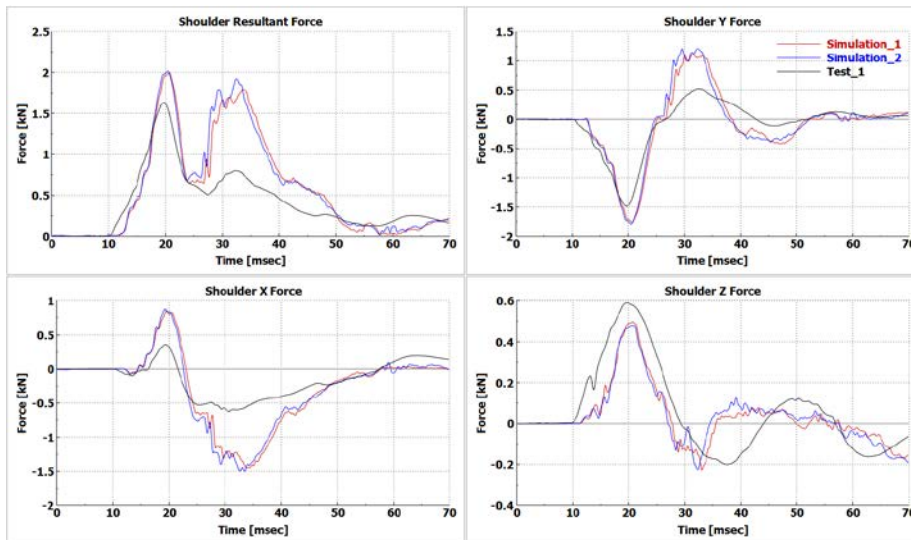 Shoulder Resultant Force
2.5
2
1.5
1
0.5
0
Force [kN]
0 10 20 30 40 50 60 70
Time [msec]
Shoulder Y Force
1.5
1
0.5
0
-0.5
-1
-1.5
-2
Force [kN]
0 10 20 30 40 50 60 70
Time [msec]
Simulation_1
Simulation_2
Test_1
Shoulder X Force
1
0.5
0
-0.5
-1
-1.5
-2
Force [kN]
0 10 20 30 40 50 60 70
Time [msec]
Shoulder Z Force
0.6
0.4
0.2
0
-0.2
-0.4
Force [kN]
0 10 20 30 40 50 60 70
Time [msec]